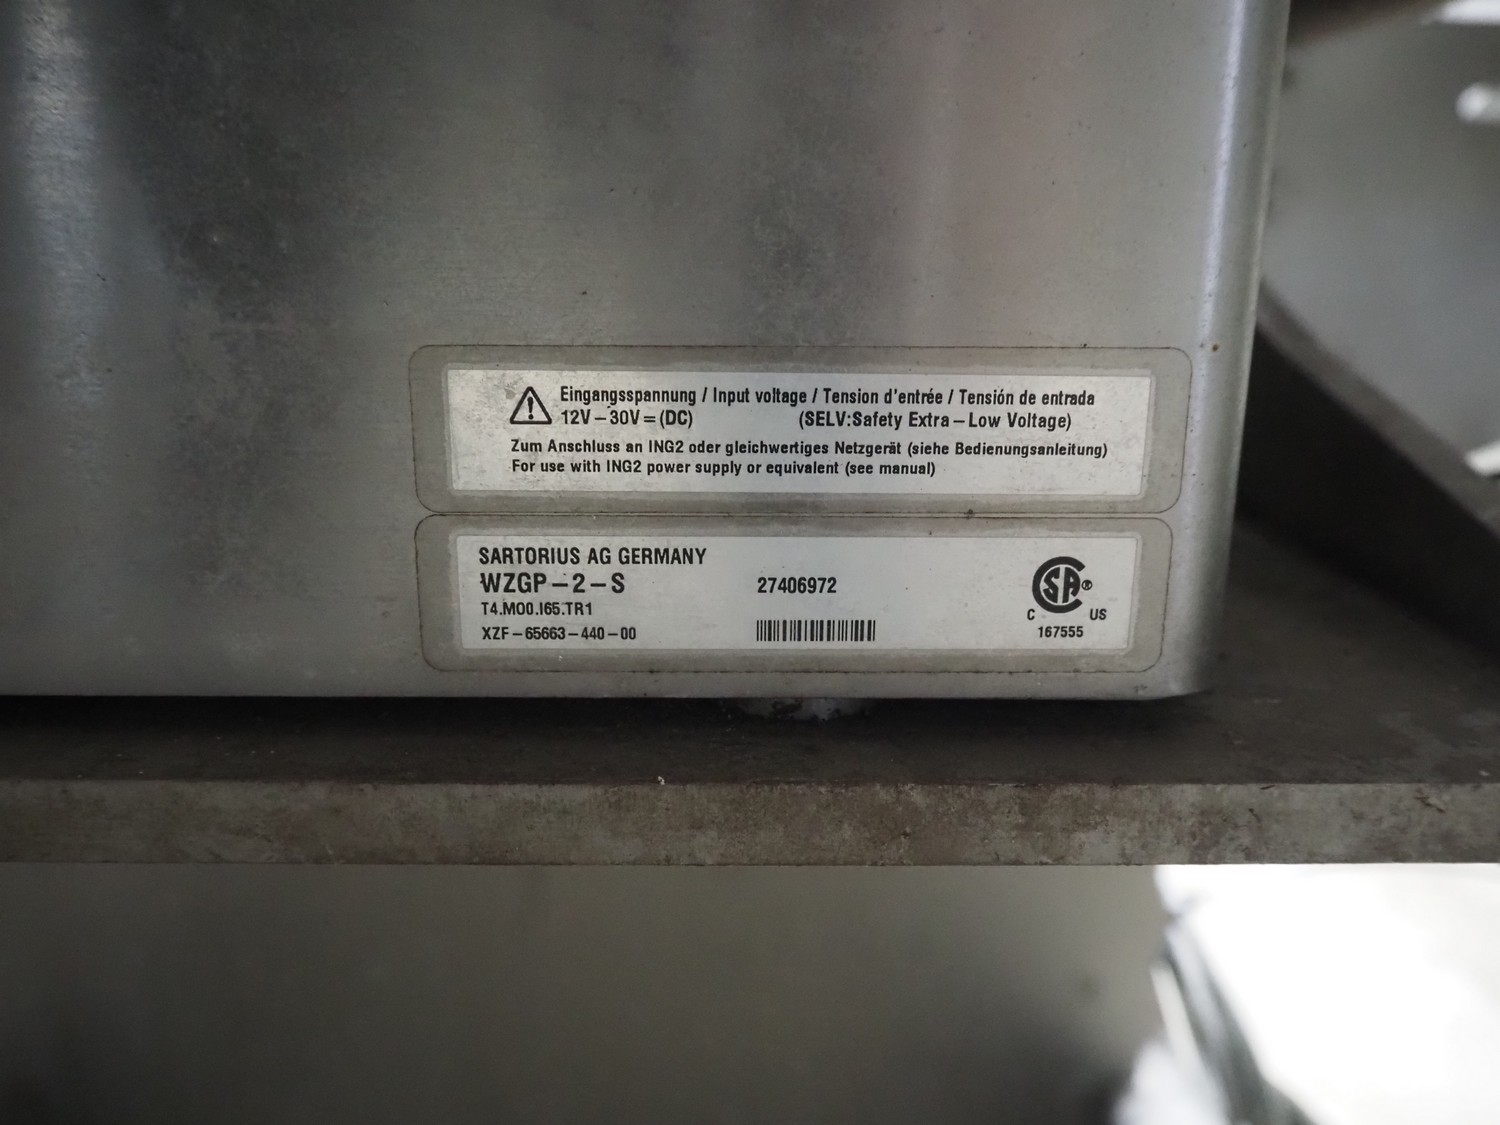 Eingangsspannung / Input voltage / Tension d'entrée / Tensión de entrada
12V – 30V = (DC) (SELV:Safety Extra – Low Voltage)
Zum Anschluss an ING2 oder gleichwertiges Netzgerät (siehe Bedienungsanleitung)
For use with ING2 power supply or equivalent (see manual)
SARTORIUS AG GERMANY
WZGP – 2 – S 27406972
T4.MO0.I65.TR1
XZF – 65663 – 440 – 00
CSA®
C US
167555